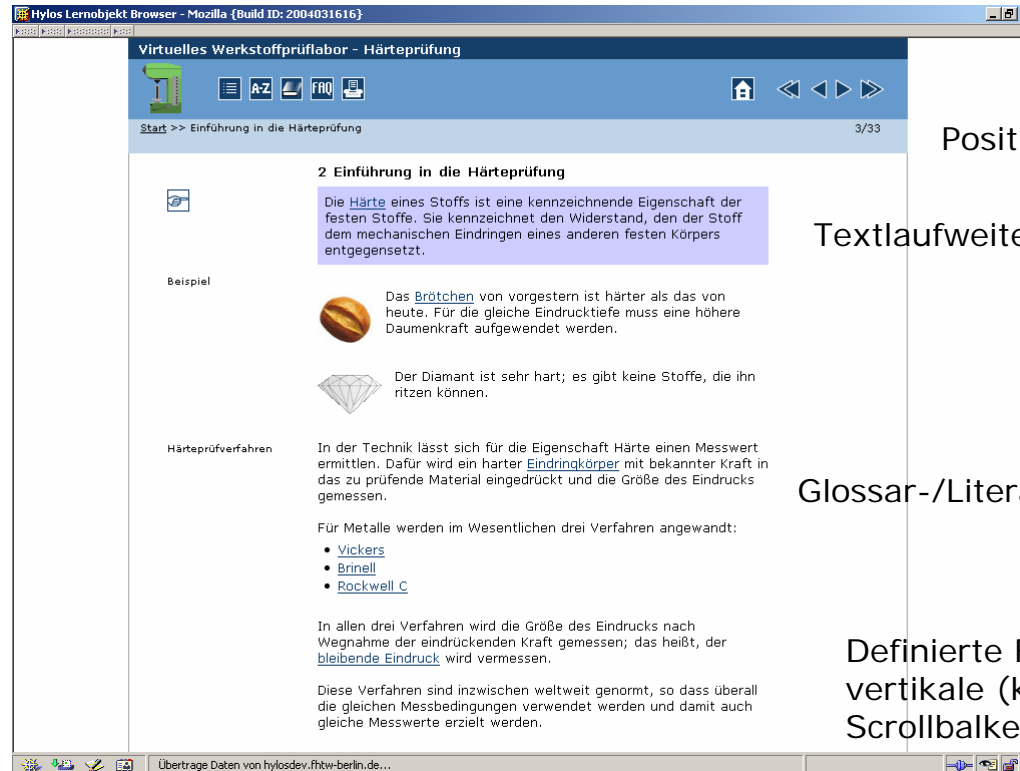 Hylos Lernobjekt Browser - Mozilla {Build ID: 2004031616}
Virtuelles Werkstoffprüflabor - Härteprüfung
A-Z FAQ
Start >> Einführung in die Härteprüfung 3/33
Posit
2 Einführung in die Härteprüfung
Die Härte eines Stoffs ist eine kennzeichnende Eigenschaft der
festen Stoffe. Sie kennzeichnet den Widerstand, den der Stoff
dem mechanischen Eindringen eines anderen festen Körpers
entgegensetzt.
Textlaufweite
Beispiel
Das Brötchen von vorgestern ist härter als das von
heute. Für die gleiche Eindrucktiefe muss eine höhere
Daumenkraft aufgewendet werden.
Der Diamant ist sehr hart; es gibt keine Stoffe, die ihn
ritzen können.
Härteprüfverfahren
In der Technik lässt sich für die Eigenschaft Härte einen Messwert
ermittlen. Dafür wird ein harter Eindringkörper mit bekannter Kraft in
das zu prüfende Material eingedrückt und die Größe des Eindrucks
gemessen.
Glossar-/Litera
Für Metalle werden im Wesentlichen drei Verfahren angewandt:
• Vickers
• Brinell
• Rockwell C
In allen drei Verfahren wird die Größe des Eindrucks nach
Wegnahme der eindrückenden Kraft gemessen; das heißt, der
bleibende Eindruck wird vermessen.
Diese Verfahren sind inzwischen weltweit genormt, so dass überall
die gleichen Messbedingungen verwendet werden und damit auch
gleiche Messwerte erzielt werden.
Definierte
vertikale (k
Scrollbalke
Übertrage Daten von hylosdev.fhtw-berlin.de...